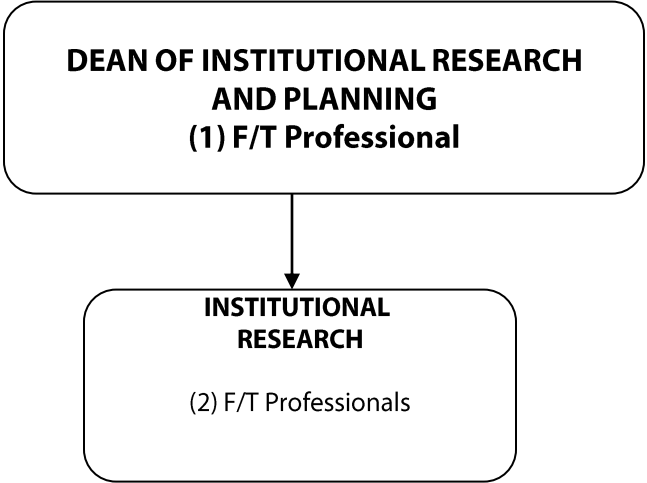 DEAN OF INSTITUTIONAL RESEARCH
AND PLANNING
(1) F/T Professional
INSTITUTIONAL
RESEARCH
(2) F/T Professionals